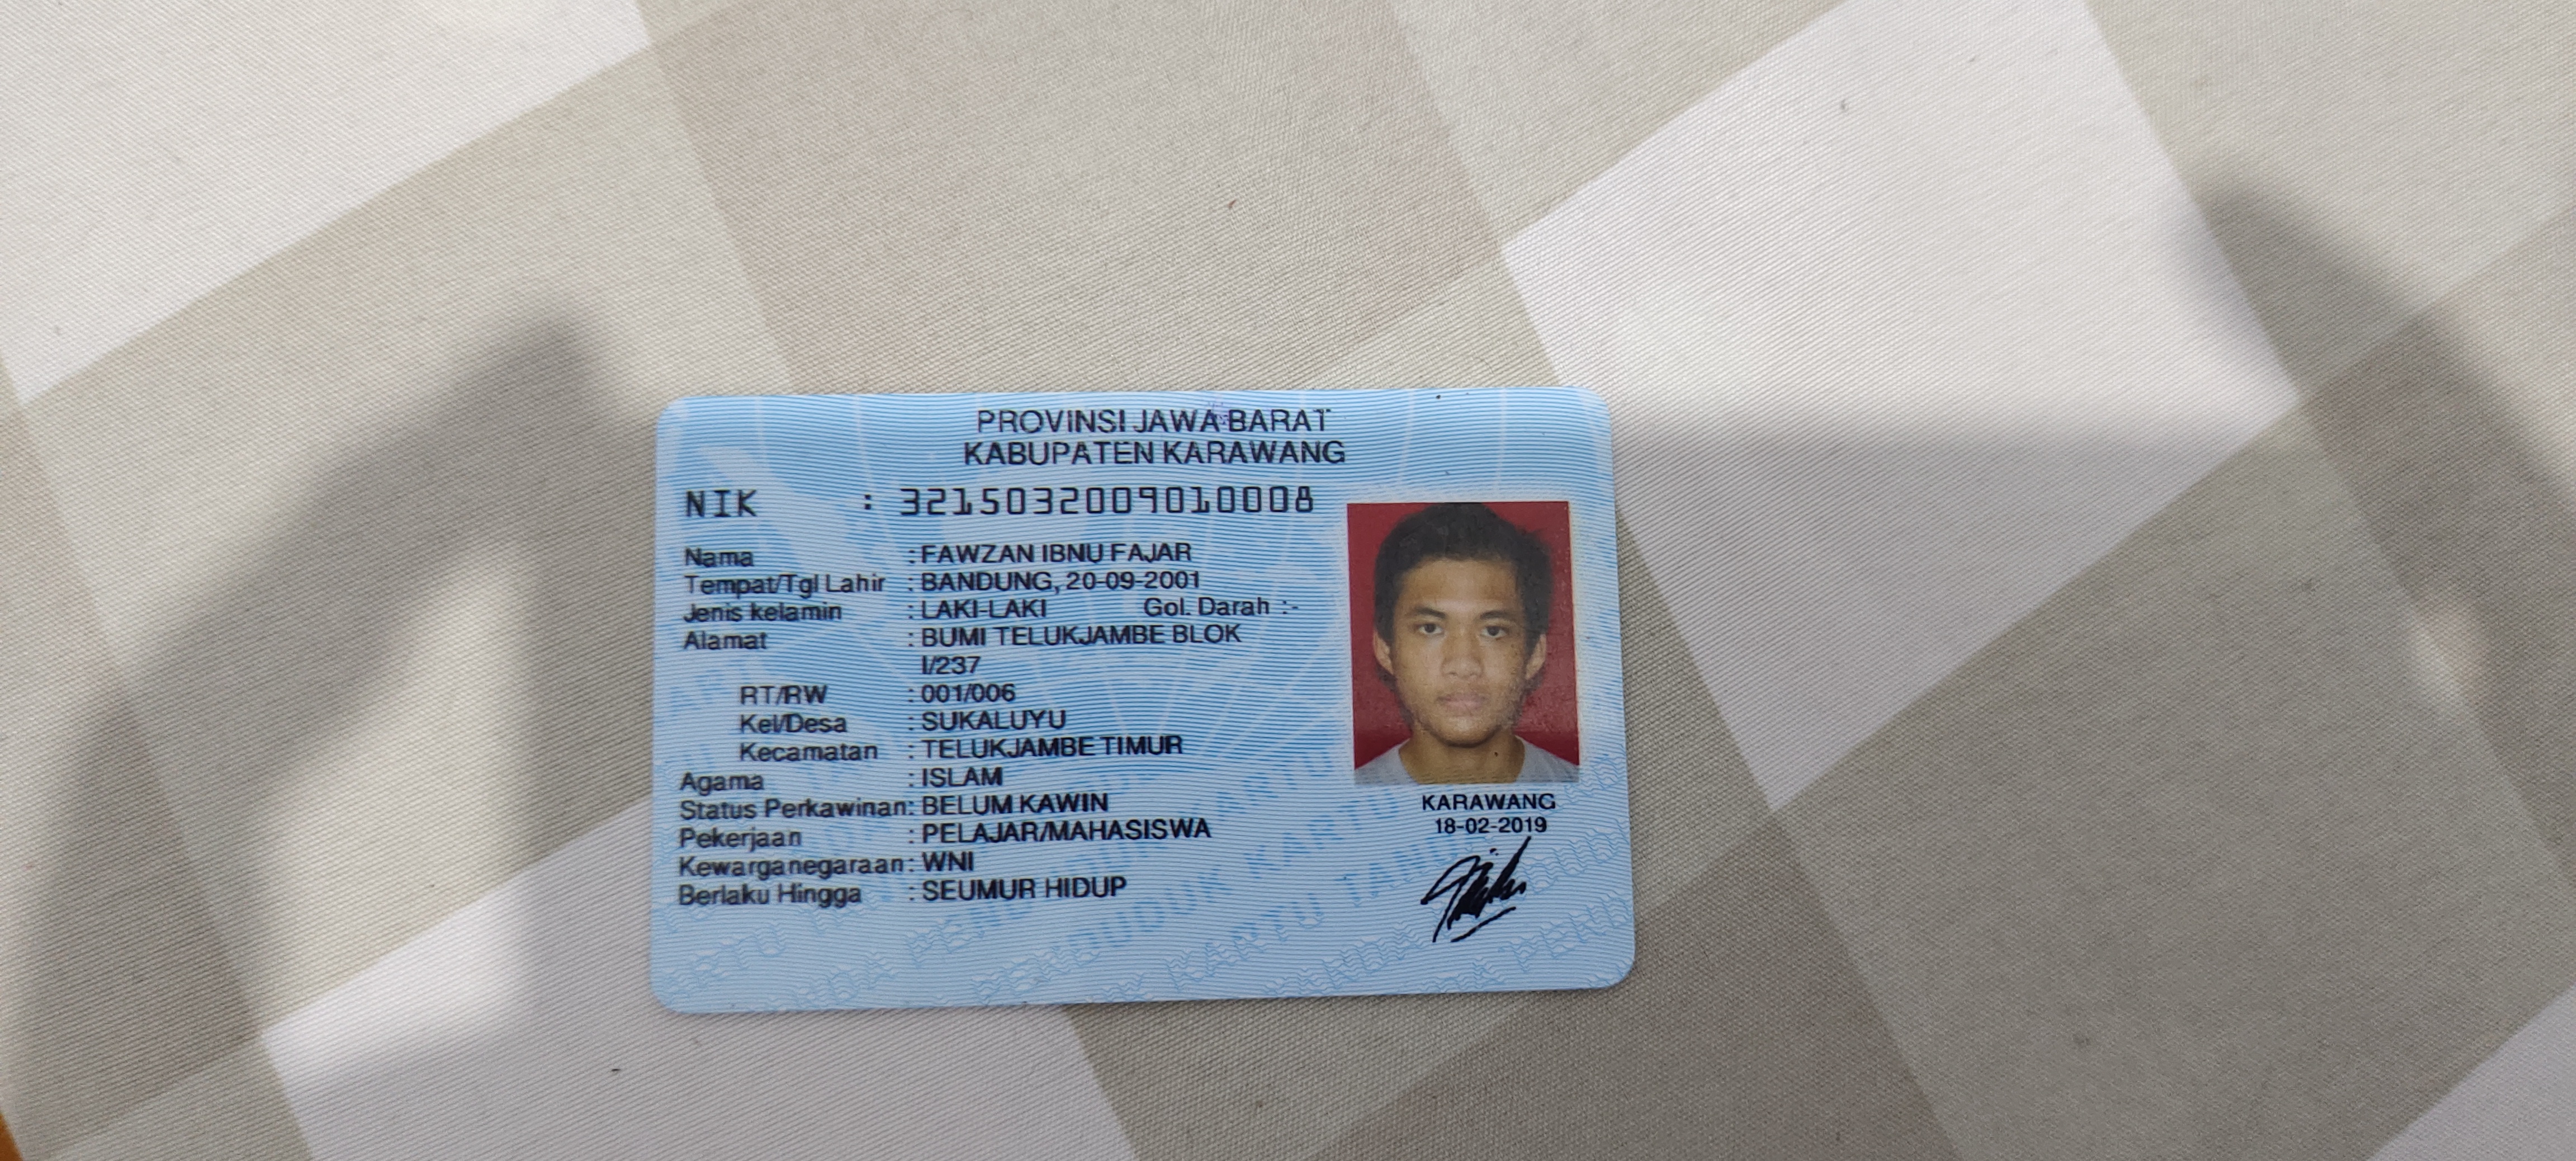 PROVINSI JAWA BARAT
KABUPATEN KARAWANG
NIK : 3215032009010008
Nama : FAWZAN IBNU FAJAR
Tempat/Tgl Lahir : BANDUNG, 20-09-2001
Jenis kelamin : LAKI-LAKI Gol. Darah :-
Alamat : BUMI TELUKJAMBE BLOK
I/237
RT/RW : 001/006
Kel/Desa : SUKALUYU
Kecamatan : TELUKJAMBE TIMUR
Agama : ISLAM
Status Perkawinan: BELUM KAWIN
Pekerjaan : PELAJAR/MAHASISWA
Kewarganegaraan : WNI
Berlaku Hingga : SEUMUR HIDUP
KARAWANG
18-02-2019